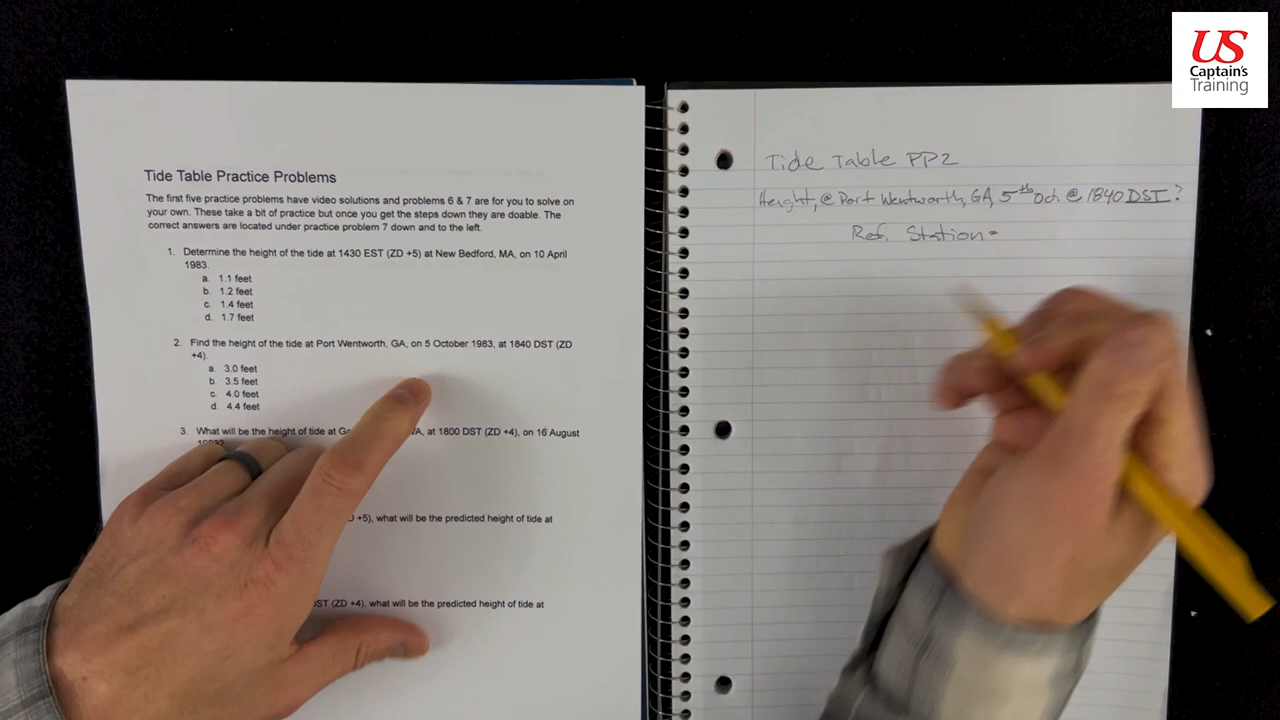 US
Captain's
Training
Tide Table Practice Problems
The first five practice problems have video solutions and problems 6 & 7 are for you to solve on
your own. These take a bit of practice but once you get the steps down they are doable. The
correct answers are located under practice problem 7 down and to the left.
1. Determine the height of the tide at 1430 EST (ZD +5) at New Bedford, MA, on 10 April
1983.
a. 1.1 feet
b. 1.2 feet
c. 1.4 feet
d. 1.7 feet
2. Find the height of the tide at Port Wentworth, GA, on 5 October 1983, at 1840 DST (ZD
+4).
a. 3.0 feet
b. 3.5 feet
c. 4.0 feet
d. 4.4 feet
3. What will be the height of tide at VA, at 1800 DST (ZD +4), on 16 August
+5), what will be the predicted height of tide at
DST (ZD +4), what will be the predicted height of tide at
Tide Table PP2
Height, @ Port Wentworth, GA, 5th Oct. @ 1840 DST?
Ref. Station=